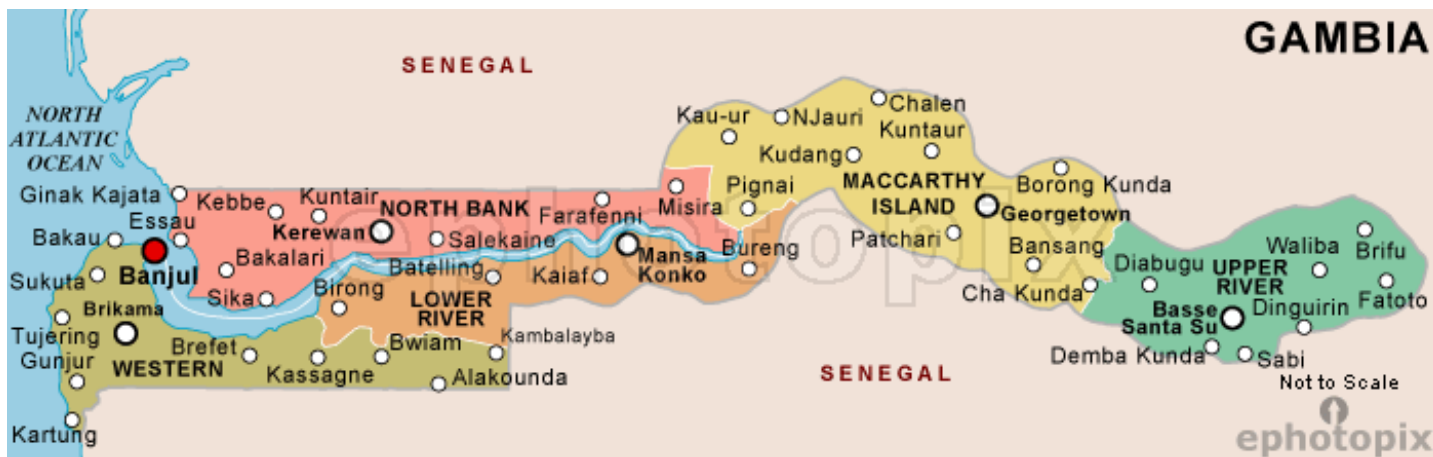 GAMBIA
SENEGAL
NORTH
ATLANTIC
OCEAN
Kau-ur
NJauri
Chalen
Kuntaur
Kudang
Ginak Kajata
Kebbe
Kuntair
Essau
NORTH BANK
Farafenni
Misira
Pignai
MACCARTHY
ISLAND
Borong Kunda
Georgetown
Bakau
Kerewan
Salekaine
Banjul
Bakalari
Batelling
Kaiaf
Mansa
Konko
Bureng
Patchari
Bansang
Waliba
Brifu
Sukuta
Sika
Birong
LOWER
RIVER
Cha Kunda
Diabugu
UPPER
RIVER
Dinguirin
Fatoto
Brikama
Basse
Santa Su
Tujering
Gunjur
WESTERN
Brefet
Kassagne
Bwiam
Kambalayba
Alakounda
Demba Kunda
Sabi
SENEGAL
Not to Scale
Kartung
ephotopix
ephotopix